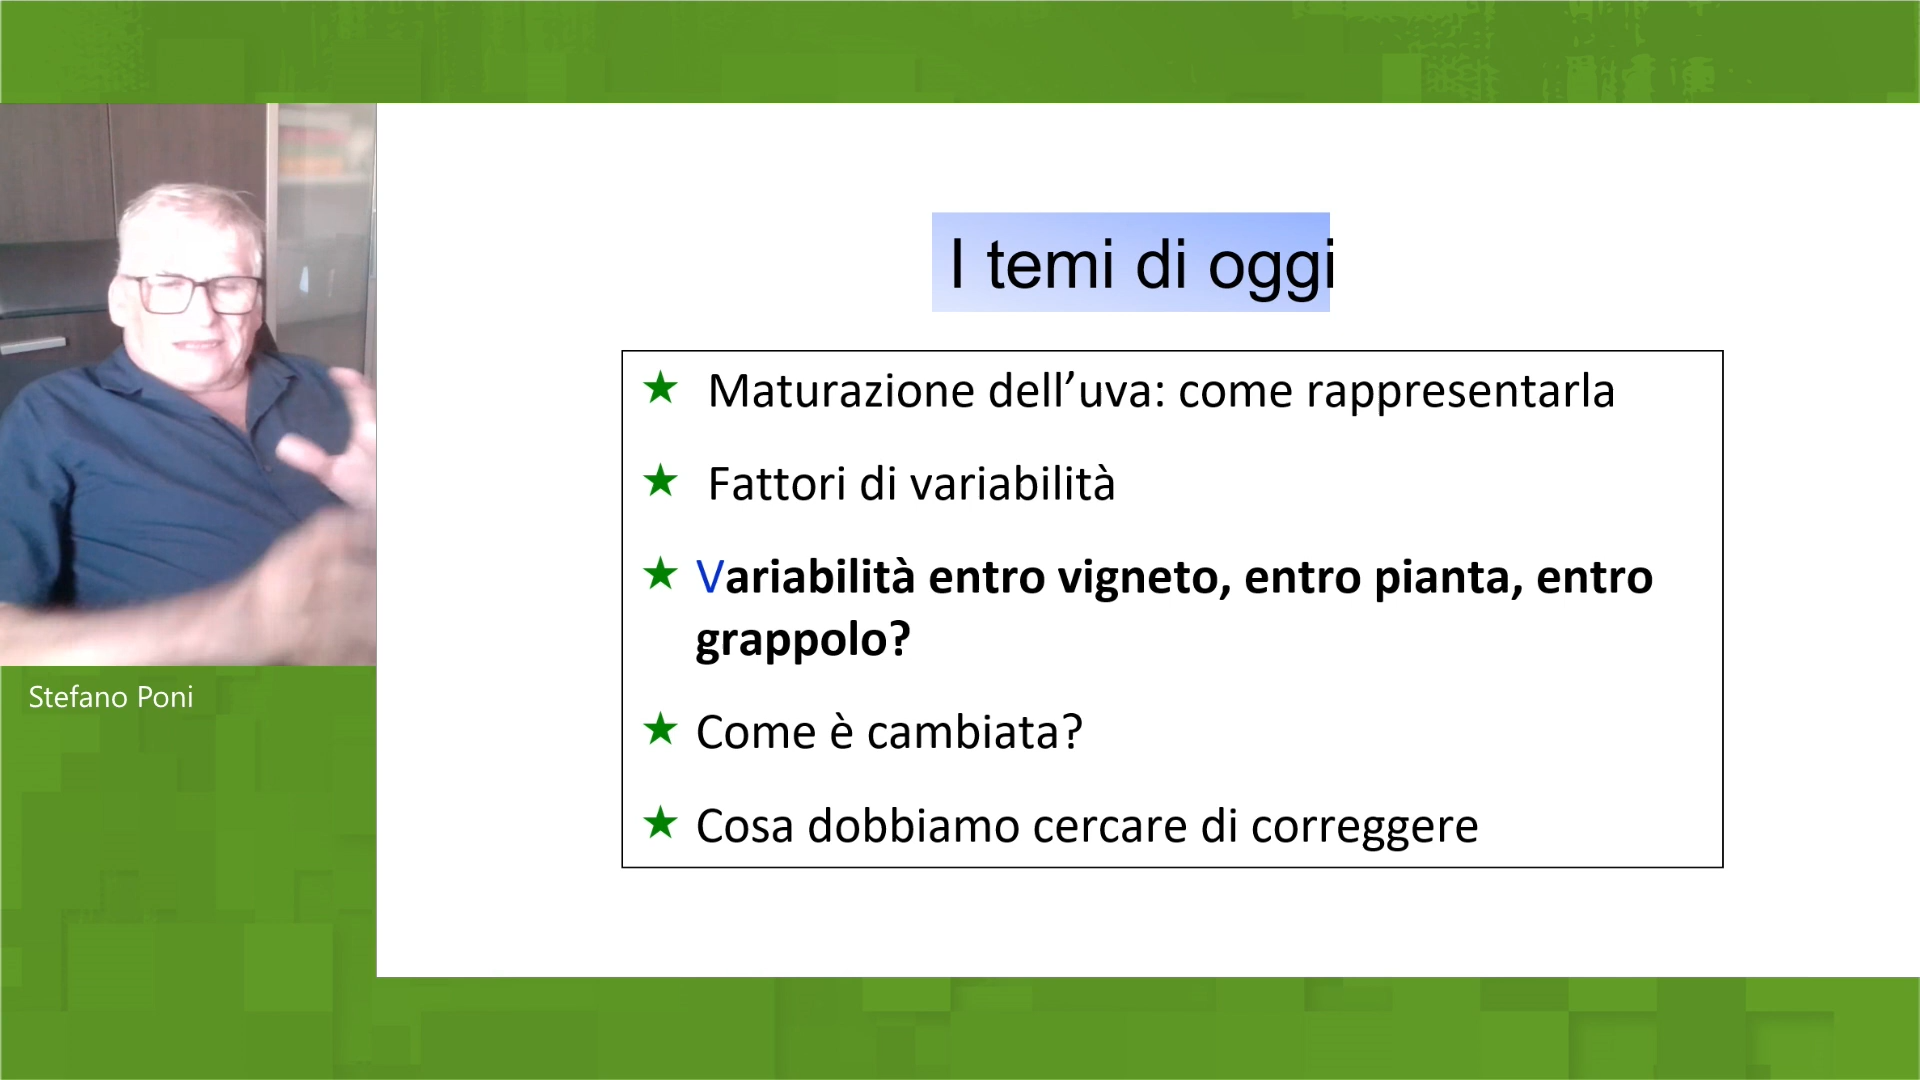 I temi di oggi
★ Maturazione dell’uva: come rappresentarla
★ Fattori di variabilità
★ Variabilità entro vigneto, entro pianta, entro
grappolo?
★ Come è cambiata?
★ Cosa dobbiamo cercare di correggere
Stefano Poni